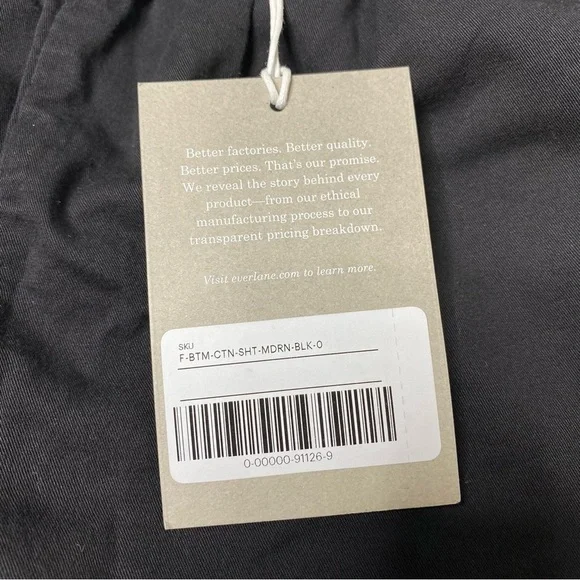 Better factories. Better quality.
Better prices. That's our promise.
We reveal the story behind every
product—from our ethical
manufacturing process to our
transparent pricing breakdown.
Visit everlane.com to learn more.
SKU
F-BTM-CTN-SHT-MDRN-BLK-0
0-00000-91126-9